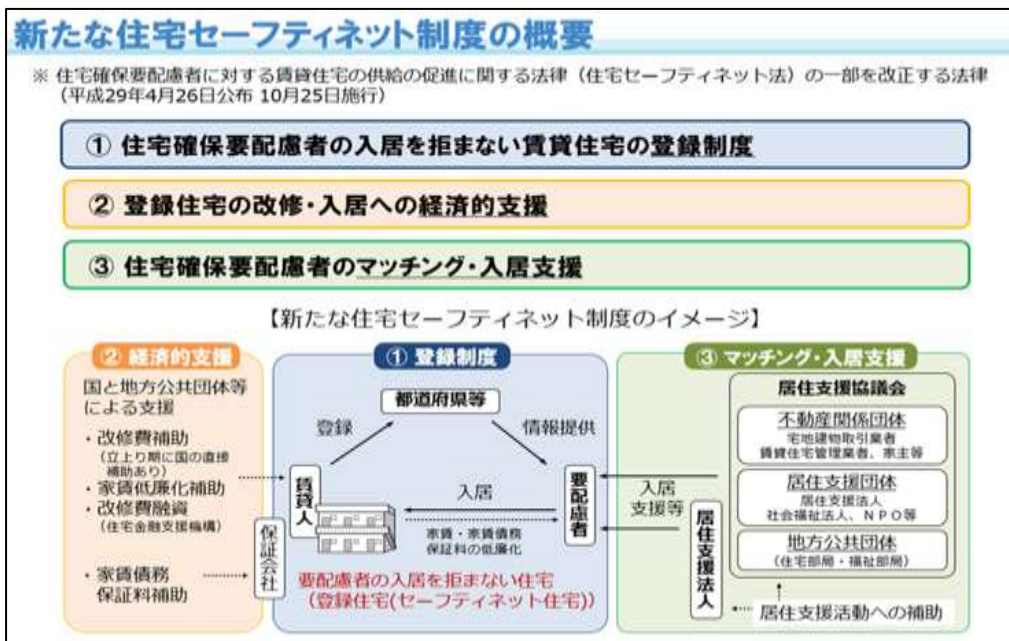 新たな住宅セーフティネット制度の概要
※ 住宅確保要配慮者に対する賃貸住宅の供給の促進に関する法律（住宅セーフティネット法）の一部を改正する法律
（平成29年4月26日公布 10月25日施行）
① 住宅確保要配慮者の入居を拒まない賃貸住宅の登録制度
② 登録住宅の改修・入居への経済的支援
③ 住宅確保要配慮者のマッチング・入居支援
【新たな住宅セーフティネット制度のイメージ】
② 経済的支援
国と地方公共団体等
による支援
・改修費補助
（立上り期に国の直接
補助あり）
・家賃低廉化補助
・改修費融資
（住宅金融支援機構）
・家賃債務
保証料補助
① 登録制度
都道府県等
登録
情報提供
賃貸人
保証会社
入居
家賃・家賃債務
保証料の低廉化
要配慮者
要配慮者の入居を拒まない住宅
（登録住宅(セーフティネット住宅)）
③ マッチング・入居支援
入居
支援等
居住支援法人
居住支援協議会
不動産関係団体
宅地建物取引業者
賃貸住宅管理業者、家主等
居住支援団体
居住支援法人
社会福祉法人、ＮＰＯ等
地方公共団体
（住宅部局・福祉部局）
居住支援活動への補助